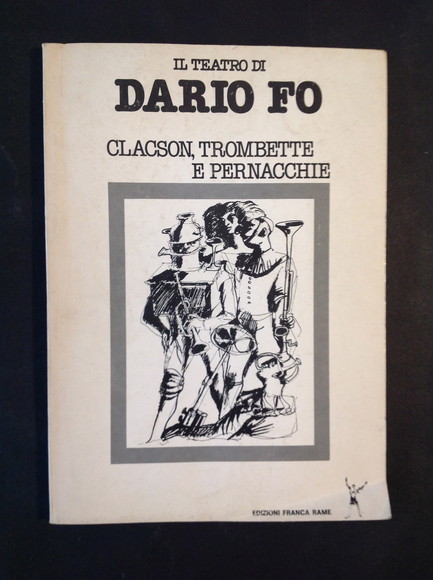 IL TEATRO DI
DARIO FO
CLACSON, TROMBETTE
E PERNACCHIE
EDIZIONI FRANCA RAME